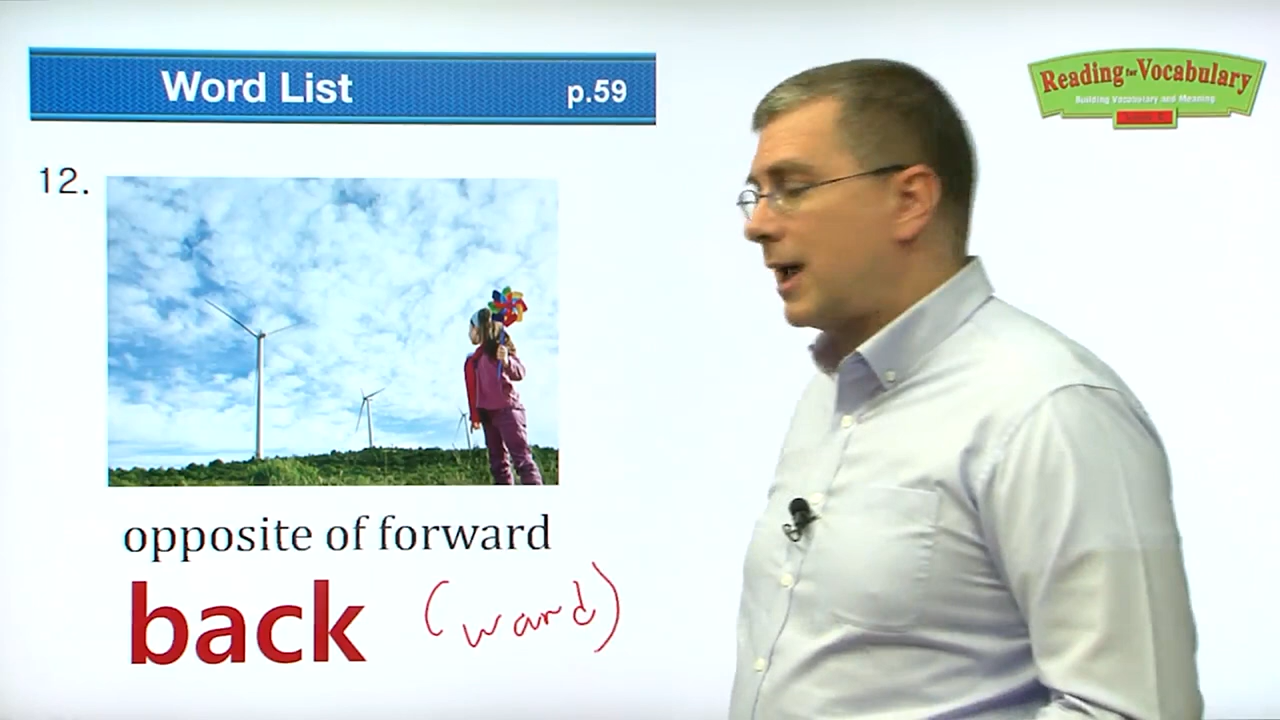 Word List p.59
Reading for Vocabulary
Building Vocabulary and Meaning
12.
opposite of forward
back (ward)